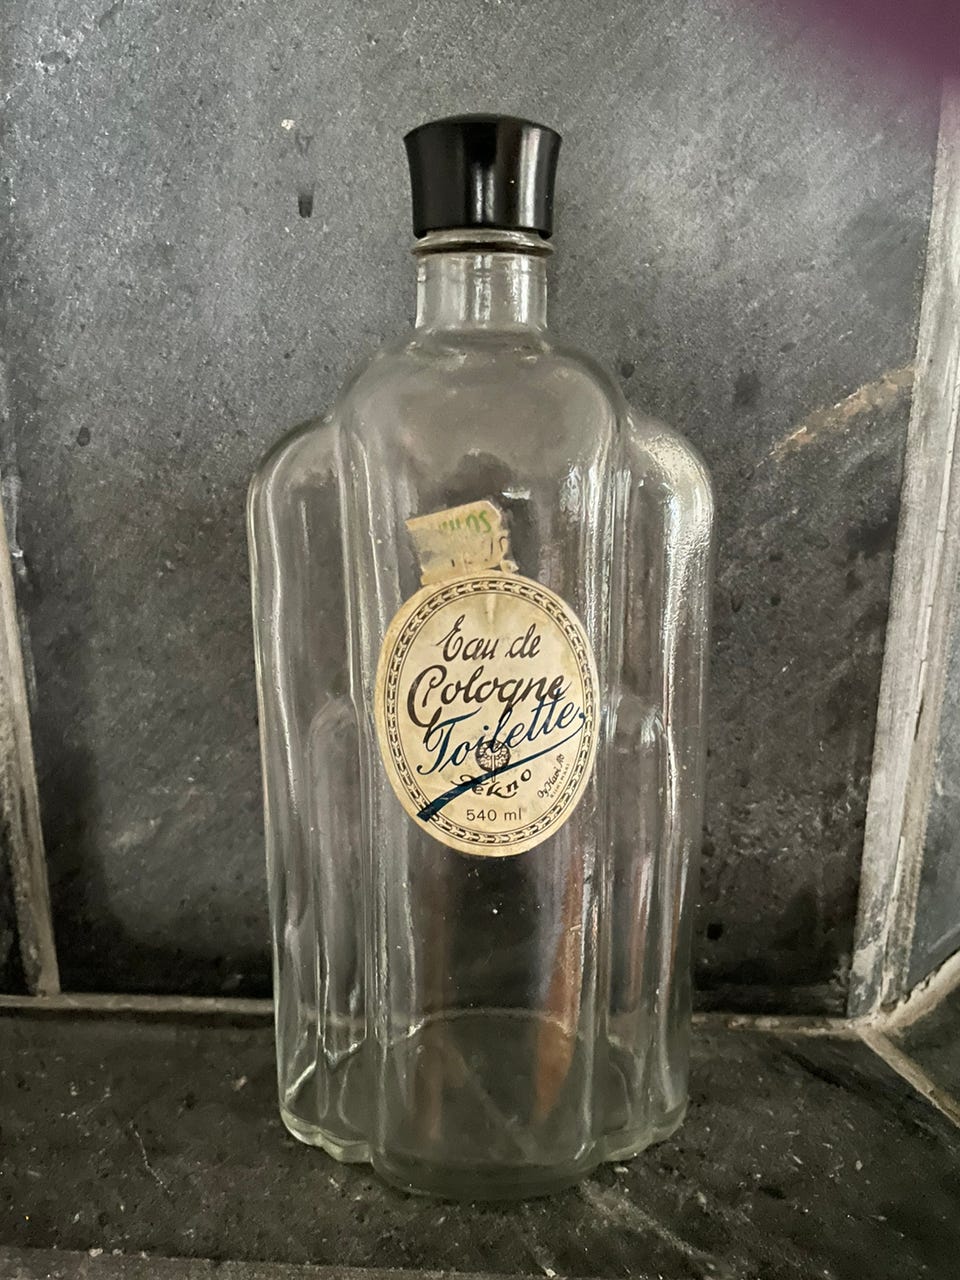 Eau de
Cologne
Toilette
Tekno
540 ml